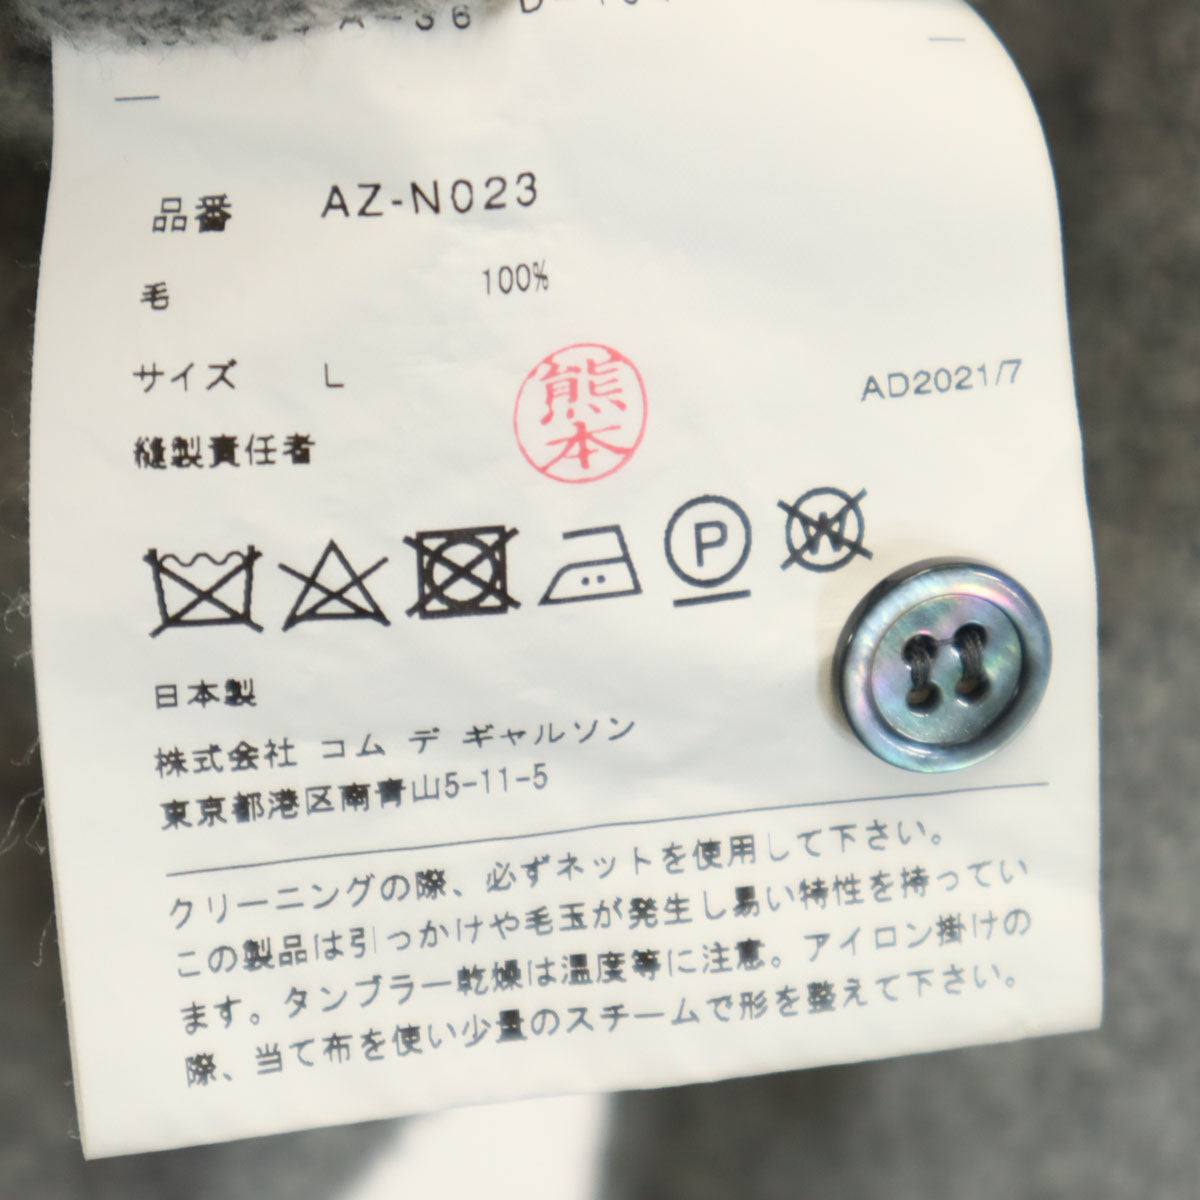 A-36
品番 AZ-N023
毛 100%
サイズ L
熊本
AD2021/7
縫製責任者
P
W
日本製
株式会社 コム デ ギャルソン
東京都港区南青山5-11-5
クリーニングの際、必ずネットを使用して下さい。
この製品は引っかけや毛玉が発生し易い特性を持ってい
ます。タンブラー乾燥は温度等に注意。アイロン掛けの
際、当て布を使い少量のスチームで形を整えて下さい。